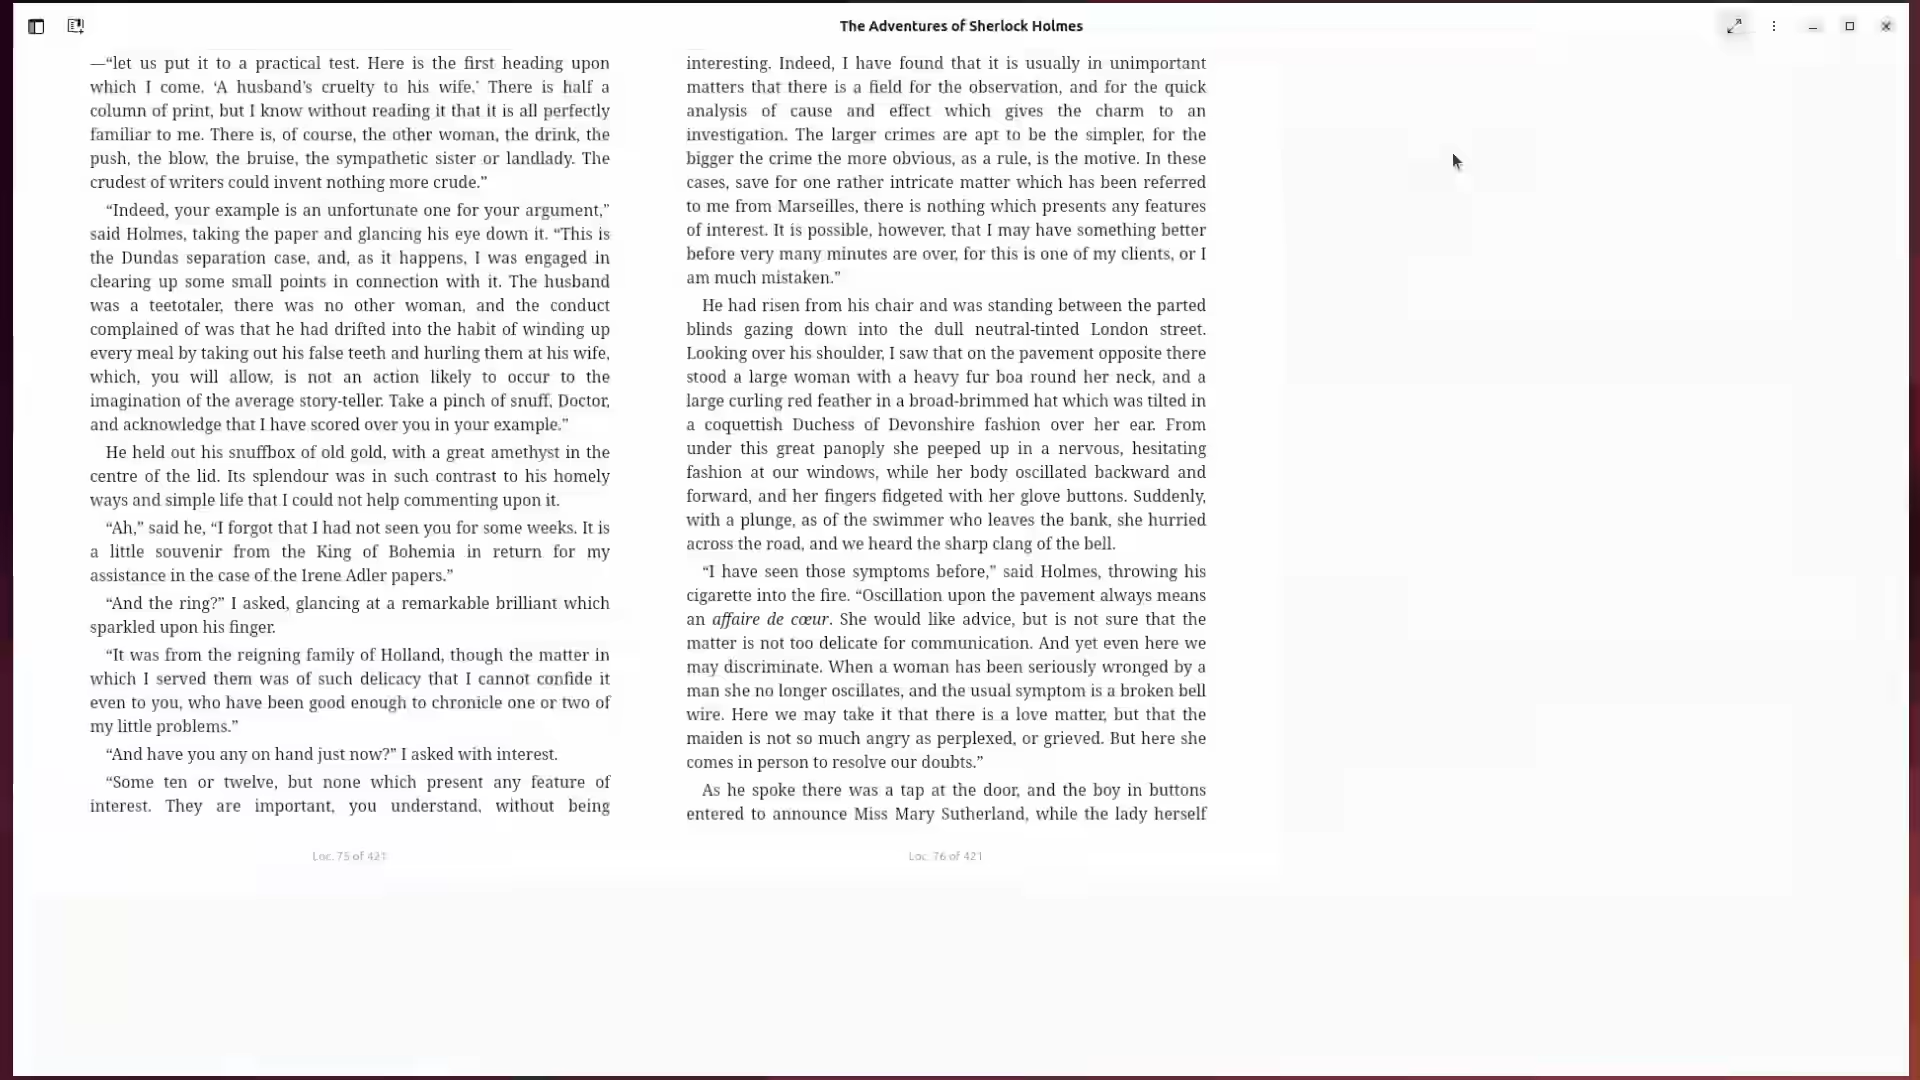 The Adventures of Sherlock Holmes
—“let us put it to a practical test. Here is the first heading upon
which I come. ‘A husband’s cruelty to his wife.’ There is half a
column of print, but I know without reading it that it is all perfectly
familiar to me. There is, of course, the other woman, the drink, the
push, the blow, the bruise, the sympathetic sister or landlady. The
crudest of writers could invent nothing more crude.”
“Indeed, your example is an unfortunate one for your argument,”
said Holmes, taking the paper and glancing his eye down it. “This is
the Dundas separation case, and, as it happens, I was engaged in
clearing up some small points in connection with it. The husband
was a teetotaler, there was no other woman, and the conduct
complained of was that he had drifted into the habit of winding up
every meal by taking out his false teeth and hurling them at his wife,
which, you will allow, is not an action likely to occur to the
imagination of the average story-teller. Take a pinch of snuff, Doctor,
and acknowledge that I have scored over you in your example.”
He held out his snuffbox of old gold, with a great amethyst in the
centre of the lid. Its splendour was in such contrast to his homely
ways and simple life that I could not help commenting upon it.
“Ah,” said he, “I forgot that I had not seen you for some weeks. It is
a little souvenir from the King of Bohemia in return for my
assistance in the case of the Irene Adler papers.”
“And the ring?” I asked, glancing at a remarkable brilliant which
sparkled upon his finger.
“It was from the reigning family of Holland, though the matter in
which I served them was of such delicacy that I cannot confide it
even to you, who have been good enough to chronicle one or two of
my little problems.”
“And have you any on hand just now?” I asked with interest.
“Some ten or twelve, but none which present any feature of
interest. They are important, you understand, without being
Loc. 75 of 421
interesting. Indeed, I have found that it is usually in unimportant
matters that there is a field for the observation, and for the quick
analysis of cause and effect which gives the charm to an
investigation. The larger crimes are apt to be the simpler, for the
bigger the crime the more obvious, as a rule, is the motive. In these
cases, save for one rather intricate matter which has been referred
to me from Marseilles, there is nothing which presents any features
of interest. It is possible, however, that I may have something better
before very many minutes are over, for this is one of my clients, or I
am much mistaken.”
He had risen from his chair and was standing between the parted
blinds gazing down into the dull neutral-tinted London street.
Looking over his shoulder, I saw that on the pavement opposite there
stood a large woman with a heavy fur boa round her neck, and a
large curling red feather in a broad-brimmed hat which was tilted in
a coquettish Duchess of Devonshire fashion over her ear. From
under this great panoply she peeped up in a nervous, hesitating
fashion at our windows, while her body oscillated backward and
forward, and her fingers fidgeted with her glove buttons. Suddenly,
with a plunge, as of the swimmer who leaves the bank, she hurried
across the road, and we heard the sharp clang of the bell.
“I have seen those symptoms before,” said Holmes, throwing his
cigarette into the fire. “Oscillation upon the pavement always means
an affaire de cœur. She would like advice, but is not sure that the
matter is not too delicate for communication. And yet even here we
may discriminate. When a woman has been seriously wronged by a
man she no longer oscillates, and the usual symptom is a broken bell
wire. Here we may take it that there is a love matter, but that the
maiden is not so much angry as perplexed, or grieved. But here she
comes in person to resolve our doubts.”
As he spoke there was a tap at the door, and the boy in buttons
entered to announce Miss Mary Sutherland, while the lady herself
Loc. 76 of 421